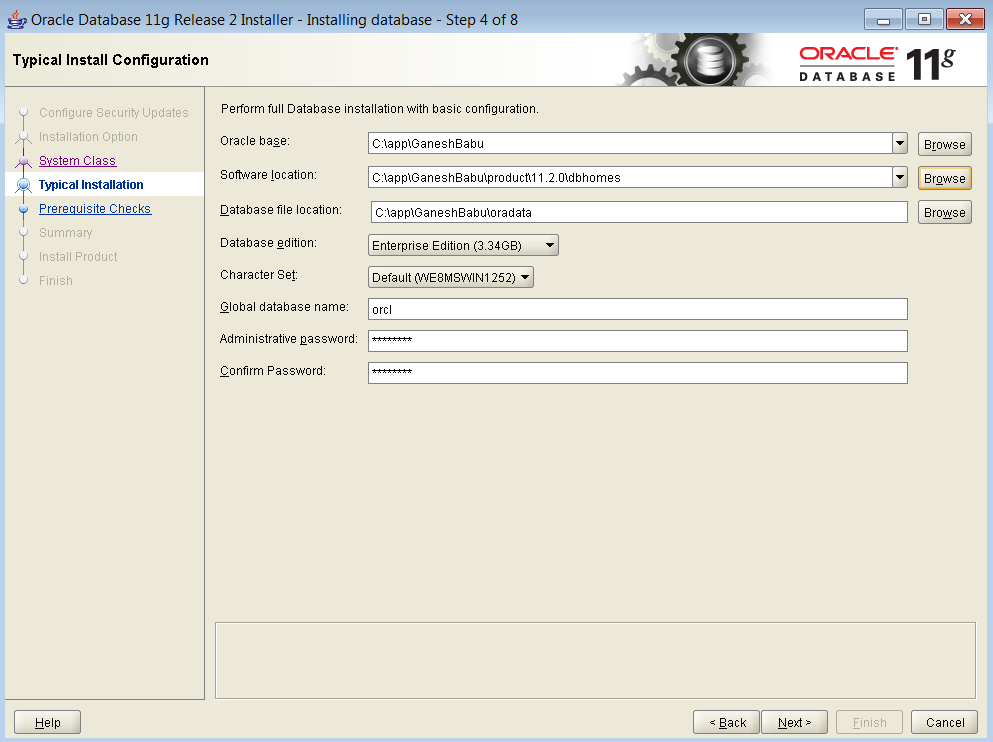 Oracle Database 11g Release 2 Installer - Installing database - Step 4 of 8
Typical Install Configuration
ORACLE®
DATABASE 11g
Configure Security Updates
Installation Option
System Class
Typical Installation
Prerequisite Checks
Summary
Install Product
Finish
Perform full Database installation with basic configuration.
Oracle base: C:\app\GaneshBabu Browse
Software location: C:\app\GaneshBabu\product\11.2.0\dbhomes Browse
Database file location: C:\app\GaneshBabu\oradata Browse
Database edition: Enterprise Edition (3.34GB)
Character Set: Default (WE8MSWIN1252)
Global database name: orcl
Administrative password: ********
Confirm Password: ********
Help < Back Next > Finish Cancel